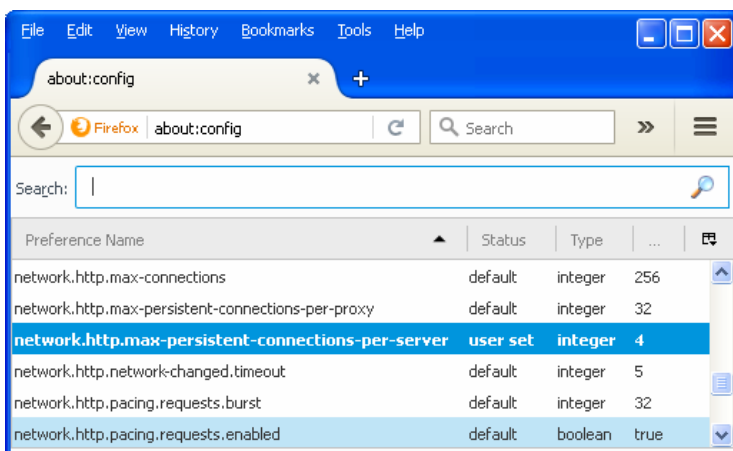 File Edit View History Bookmarks Tools Help
about:config
Firefox about:config Search
Search:
Preference Name Status Type ...
network.http.max-connections default integer 256
network.http.max-persistent-connections-per-proxy default integer 32
network.http.max-persistent-connections-per-server user set integer 4
network.http.network-changed.timeout default integer 5
network.http.pacing.requests.burst default integer 32
network.http.pacing.requests.enabled default boolean true